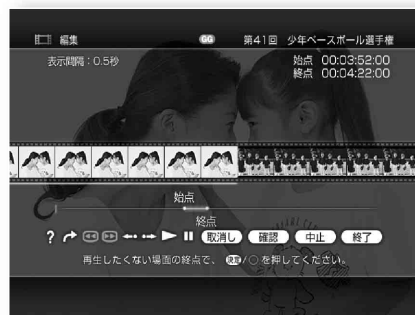 編集 GG 第41回 少年ベースボール選手権
表示間隔：0.5秒
始点 00:03:52:00
終点 00:04:22:00
始点
終点
? 取消し 確認 中止 終了
再生したくない場面の終点で、決定/○を押してください。